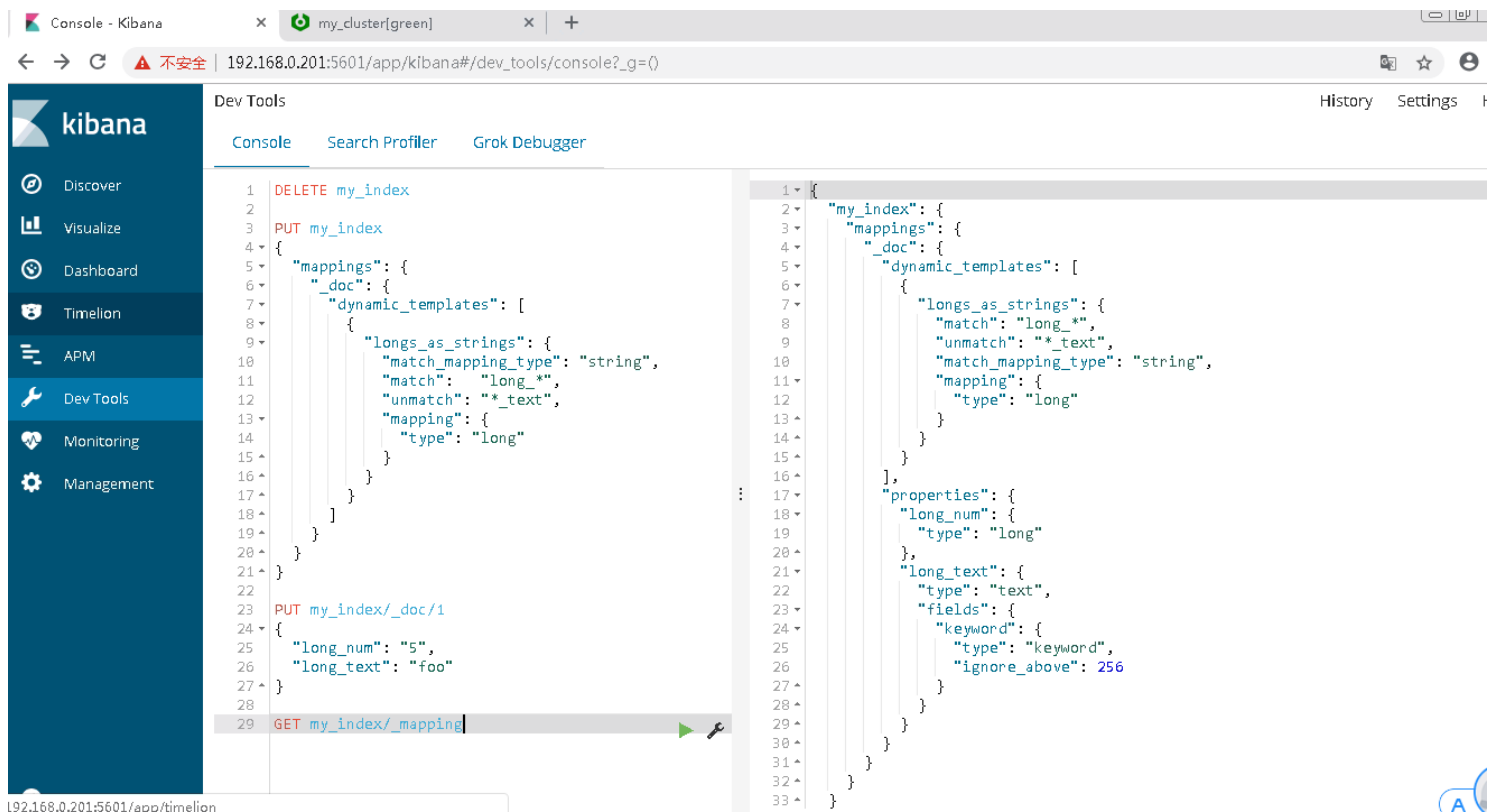 Console - Kibana
my_cluster[green]
不安全 | 192.168.0.201:5601/app/kibana#/dev_tools/console?_g=()
kibana
Discover
Visualize
Dashboard
Timelion
APM
Dev Tools
Monitoring
Management
Dev Tools
History Settings
Console Search Profiler Grok Debugger
1 DELETE my_index
2
3 PUT my_index
4 {
5 "mappings": {
6 "_doc": {
7 "dynamic_templates": [
8 {
9 "longs_as_strings": {
10 "match_mapping_type": "string",
11 "match": "long_*",
12 "unmatch": "*_text",
13 "mapping": {
14 "type": "long"
15 }
16 }
17 }
18 ]
19 }
20 }
21 }
22
23 PUT my_index/_doc/1
24 {
25 "long_num": "5",
26 "long_text": "foo"
27 }
28
29 GET my_index/_mapping
1 {
2 "my_index": {
3 "mappings": {
4 "_doc": {
5 "dynamic_templates": [
6 {
7 "longs_as_strings": {
8 "match": "long_*",
9 "unmatch": "*_text",
10 "match_mapping_type": "string",
11 "mapping": {
12 "type": "long"
13 }
14 }
15 }
16 ],
17 "properties": {
18 "long_num": {
19 "type": "long"
20 },
21 "long_text": {
22 "type": "text",
23 "fields": {
24 "keyword": {
25 "type": "keyword",
26 "ignore_above": 256
27 }
28 }
29 }
30 }
31 }
32 }
33 }
192.168.0.201:5601/app/timelion
A